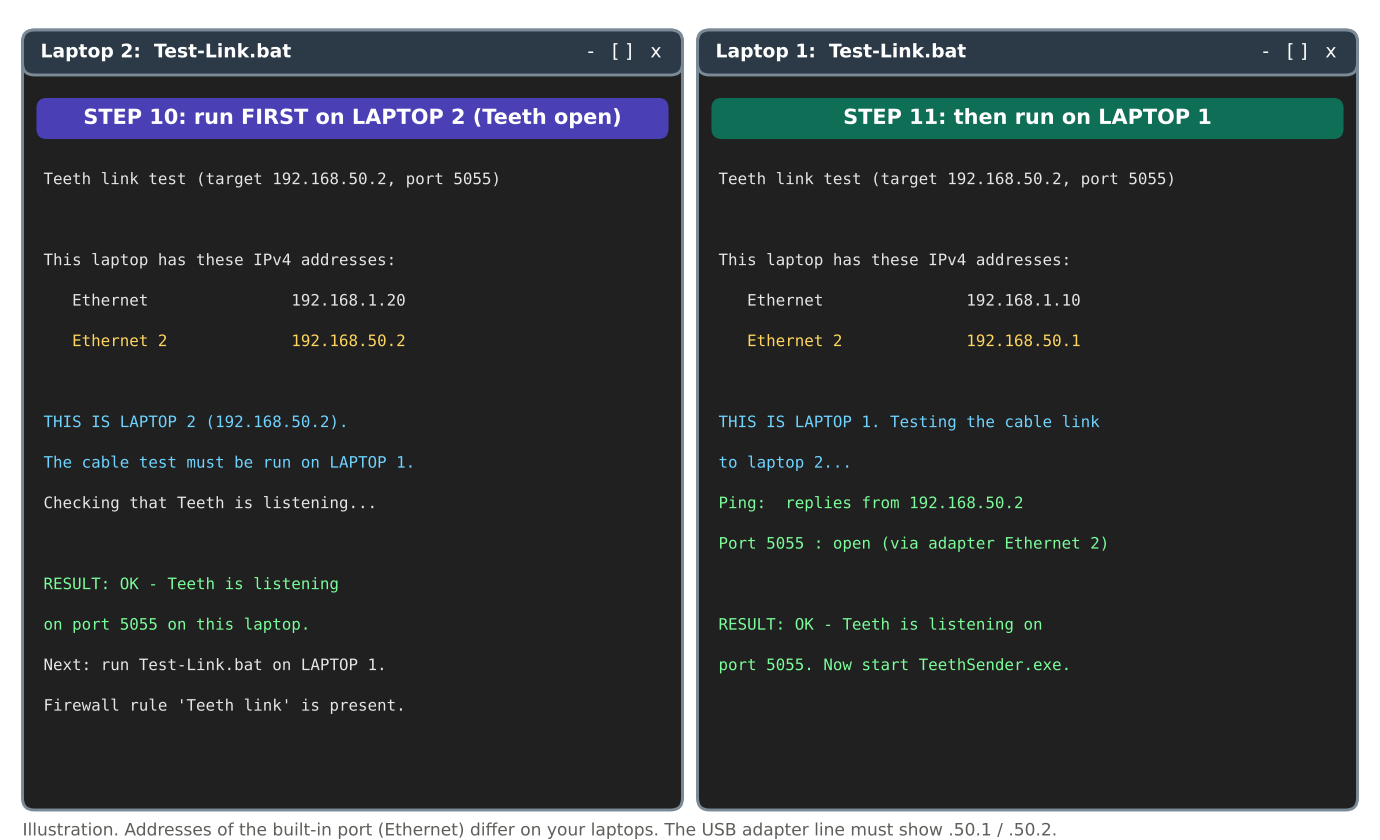 Laptop 2:  Test-Link.bat
- [ ] x
STEP 10: run FIRST on LAPTOP 2 (Teeth open)
Teeth link test (target 192.168.50.2, port 5055)
This laptop has these IPv4 addresses:
Ethernet 192.168.1.20
Ethernet 2 192.168.50.2
THIS IS LAPTOP 2 (192.168.50.2).
The cable test must be run on LAPTOP 1.
Checking that Teeth is listening...
RESULT: OK - Teeth is listening
on port 5055 on this laptop.
Next: run Test-Link.bat on LAPTOP 1.
Firewall rule 'Teeth link' is present.
Laptop 1:  Test-Link.bat
- [ ] x
STEP 11: then run on LAPTOP 1
Teeth link test (target 192.168.50.2, port 5055)
This laptop has these IPv4 addresses:
Ethernet 192.168.1.10
Ethernet 2 192.168.50.1
THIS IS LAPTOP 1. Testing the cable link
to laptop 2...
Ping:  replies from 192.168.50.2
Port 5055 : open (via adapter Ethernet 2)
RESULT: OK - Teeth is listening on
port 5055. Now start TeethSender.exe.
Illustration. Addresses of the built-in port (Ethernet) differ on your laptops. The USB adapter line must show .50.1 / .50.2.